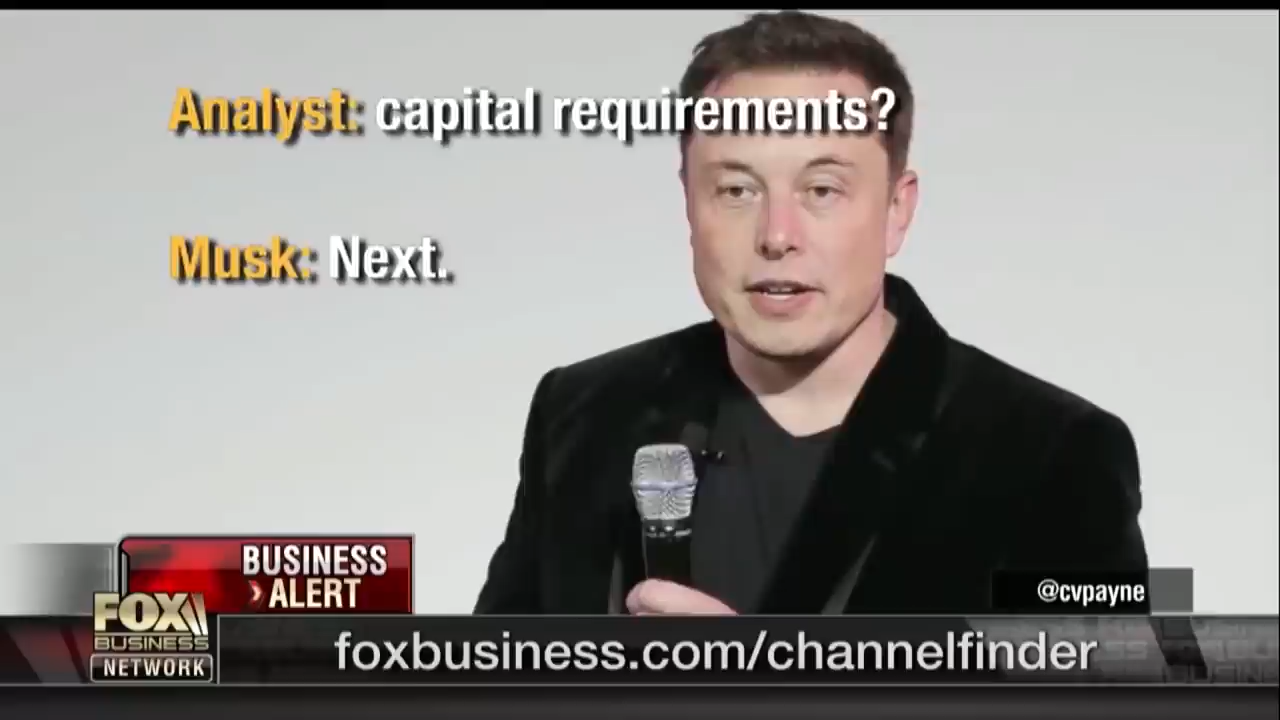 Analyst: capital requirements?
Musk: Next.
BUSINESS
ALERT
@cvpayne
FOX
BUSINESS
NETWORK
foxbusiness.com/channelfinder